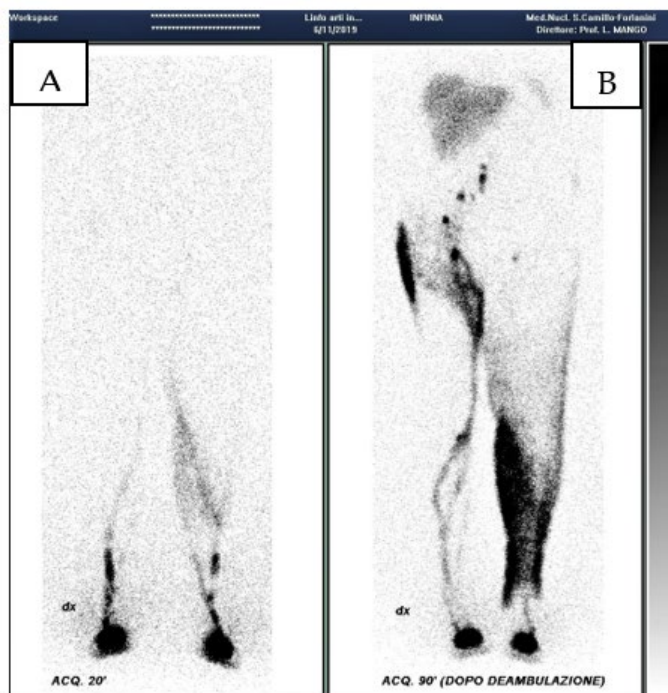 Workspace
****************************
****************************
Linfo arti in...
6/11/2019
INFINIA
Med.Nucl. S.Camillo-Forlanini
Direttore: Prof. L. MANGO
A
B
dx
dx
ACQ. 20'
ACQ. 90' (DOPO DEAMBULAZIONE)